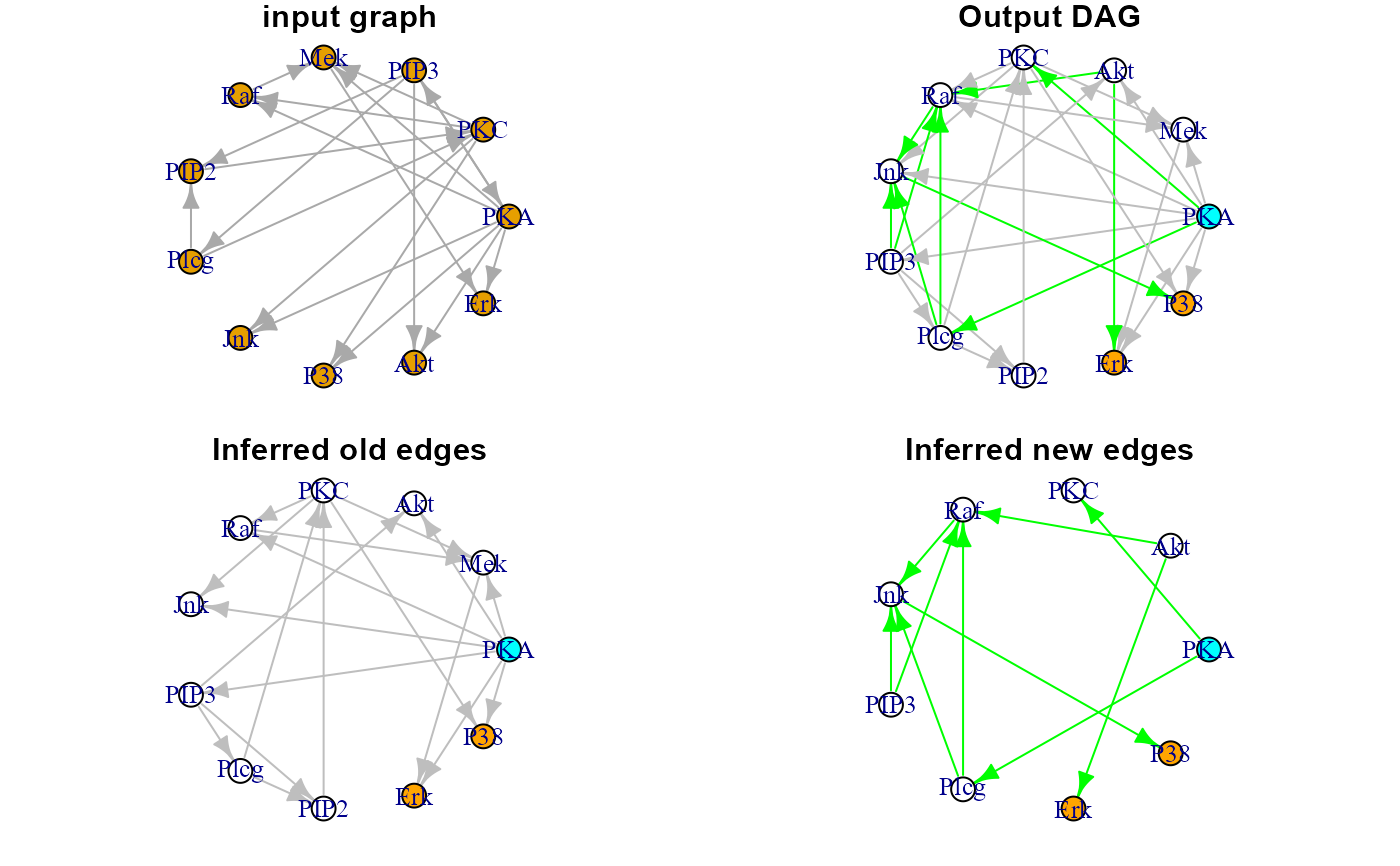 input graph
Mek
PIP3
Raf
PKC
PIP2
PKA
Plcg
Erk
Jnk
P38
Akt
Output DAG
PKC
Akt
Raf
Mek
Jnk
PKA
PIP3
P38
Plcg
Erk
PIP2
Inferred old edges
PKC
Akt
Raf
Mek
Jnk
PKA
PIP3
P38
Plcg
Erk
PIP2
Inferred new edges
PKC
Raf
Akt
Jnk
PKA
PIP3
P38
Plcg
Erk